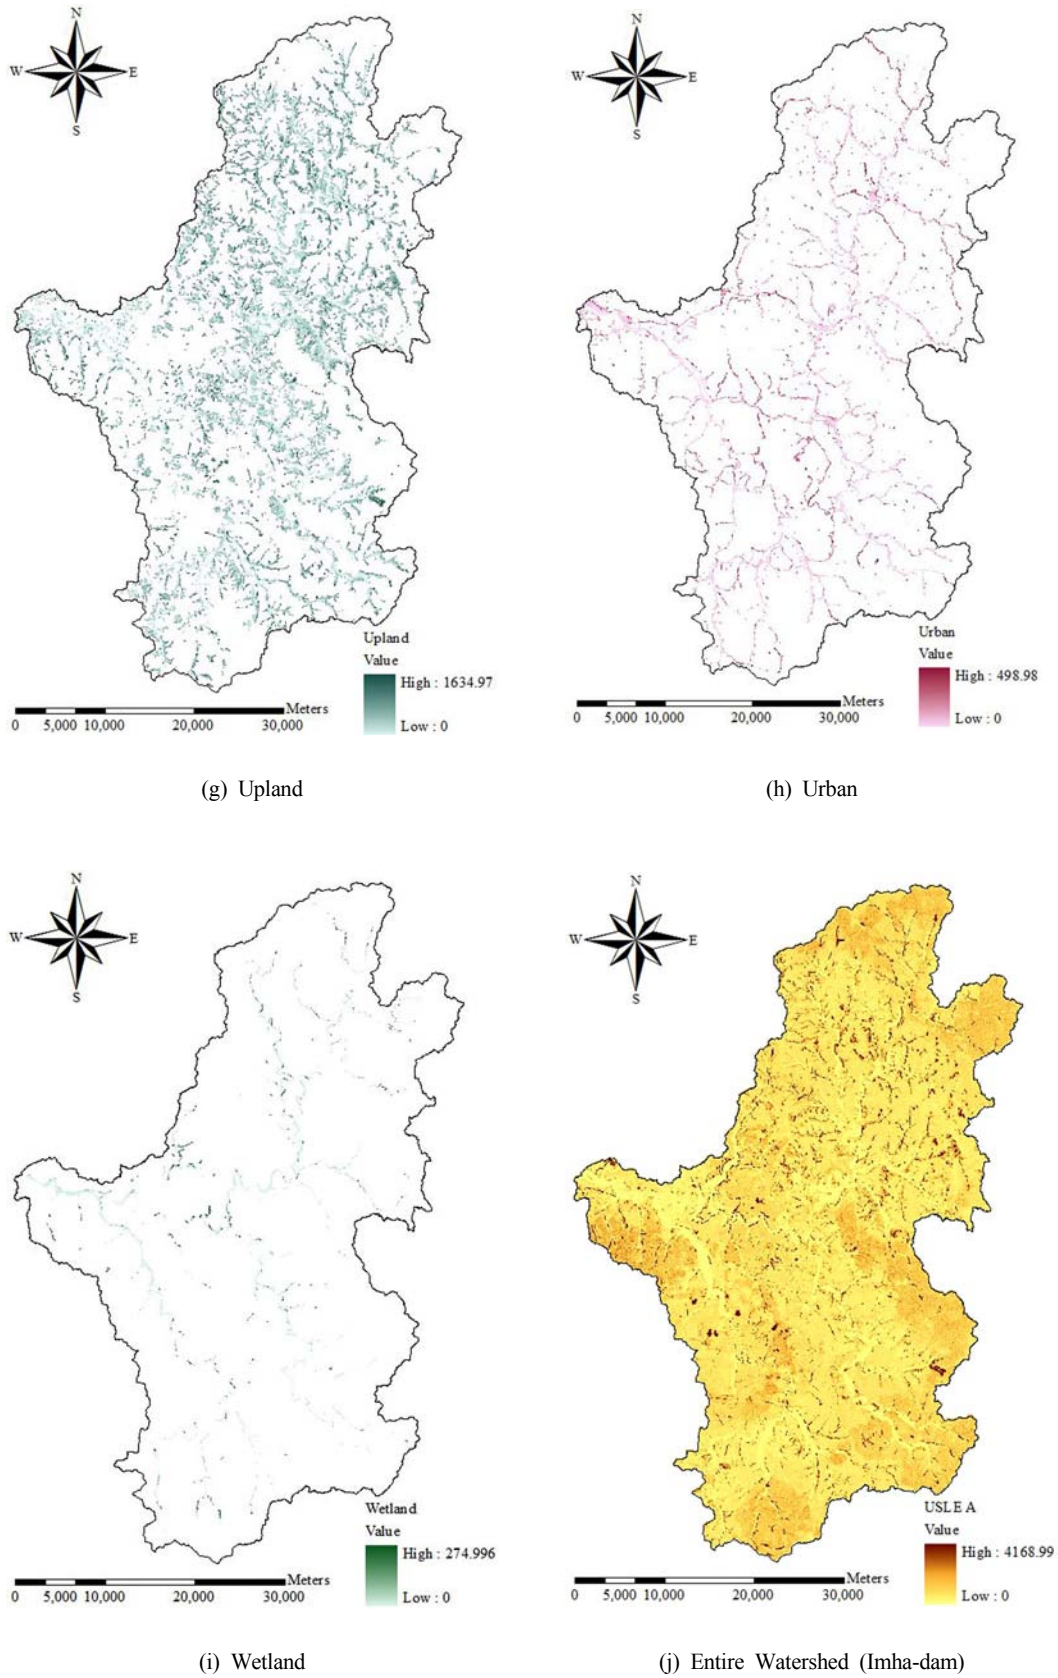 N
W E
S
Upland
Value
High : 1634.97
Low : 0
Meters
0 5,000 10,000 20,000 30,000
(g) Upland
N
W E
S
Urban
Value
High : 498.98
Low : 0
Meters
0 5,000 10,000 20,000 30,000
(h) Urban
N
W E
S
Wetland
Value
High : 274.996
Low : 0
Meters
0 5,000 10,000 20,000 30,000
(i) Wetland
N
W E
S
USLE A
Value
High : 4168.99
Low : 0
Meters
0 5,000 10,000 20,000 30,000
(j) Entire Watershed (Imha-dam)